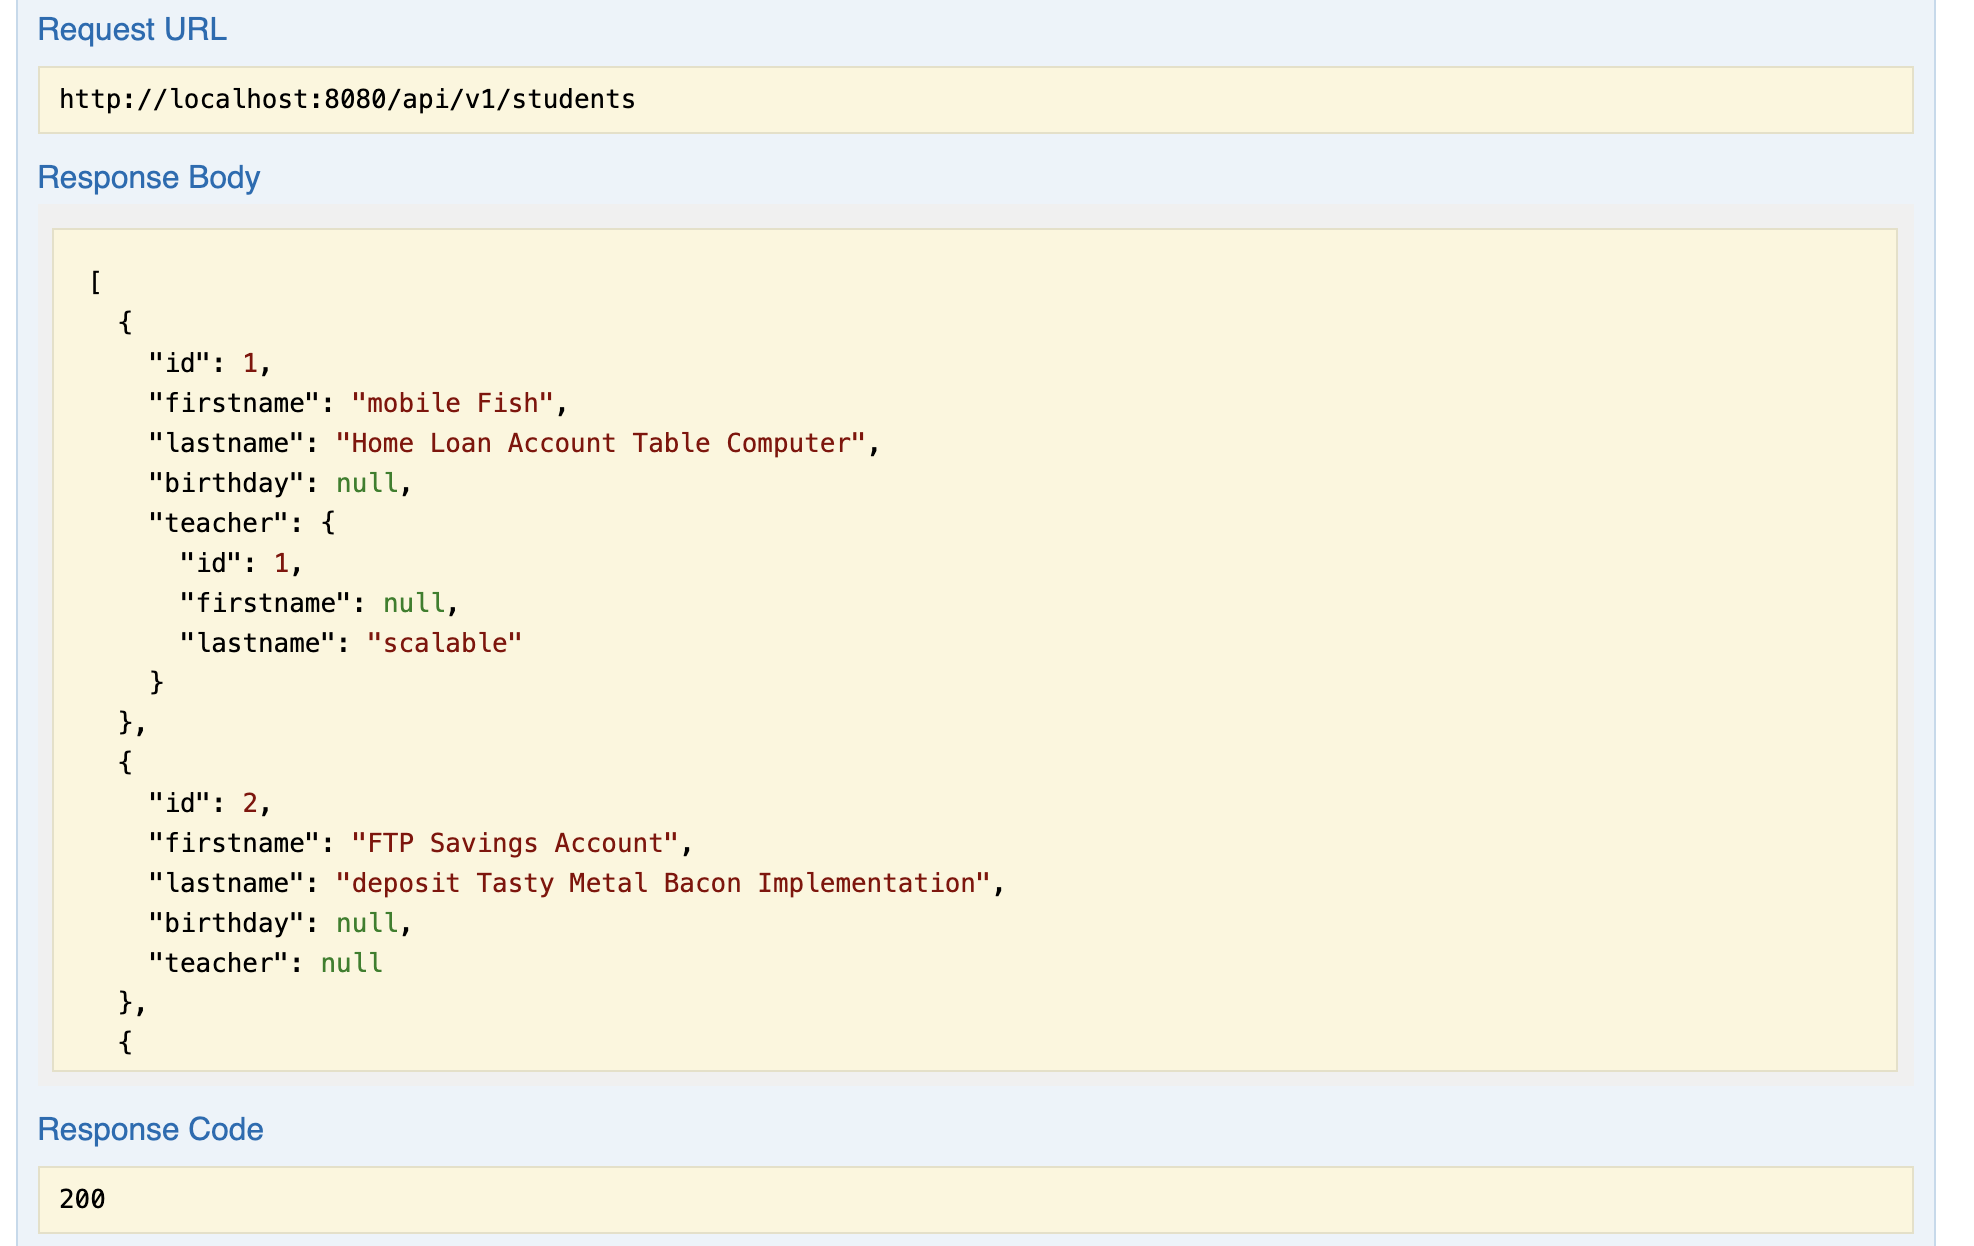 Request URL
http://localhost:8080/api/v1/students
Response Body
[
  {
    "id": 1,
    "firstname": "mobile Fish",
    "lastname": "Home Loan Account Table Computer",
    "birthday": null,
    "teacher": {
      "id": 1,
      "firstname": null,
      "lastname": "scalable"
    }
  },
  {
    "id": 2,
    "firstname": "FTP Savings Account",
    "lastname": "deposit Tasty Metal Bacon Implementation",
    "birthday": null,
    "teacher": null
  },
  {
Response Code
200